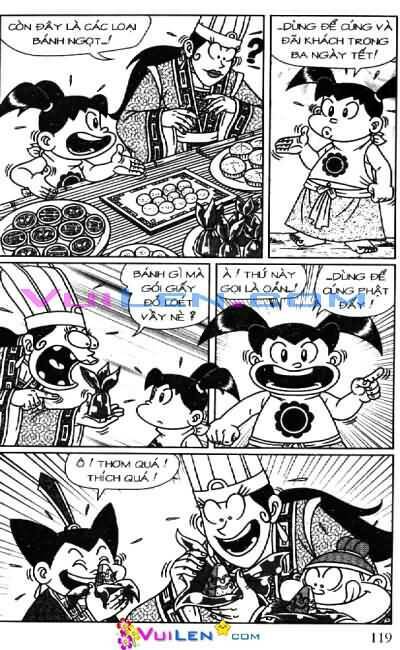 CÒN ĐÂY LÀ CÁC LOẠI
BÁNH NGỌT...!
?
...DÙNG ĐỂ CÚNG VÀ
ĐÃI KHÁCH TRONG
BA NGÀY TẾT!
BÁNH GÌ MÀ
GÓI GIẤY
ĐỎ LOÉT
VẦY NÈ ?
À ! THỨ NÀY
GỌI LÀ OẢN...!
...DÙNG ĐỂ
CÚNG PHẬT
ĐẤY !
VUILEN.COM
Ồ ! THƠM QUÁ !
THÍCH QUÁ !
119
VUILEN.COM